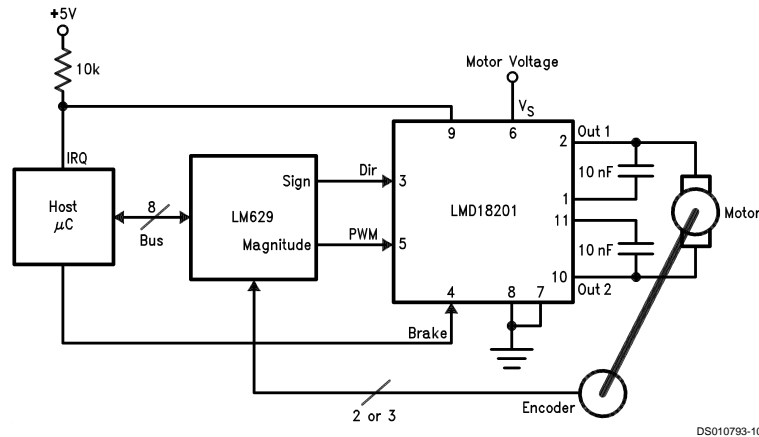 +5V
10k
Motor Voltage
VS
9
6
2
Out 1
IRQ
10 nF
Sign
Dir
3
1
Host
μC
8
Bus
LM629
LMD18201
Motor
11
Magnitude
PWM
5
10 nF
10
Out 2
4
8
7
Brake
2 or 3
Encoder
DS010793-10